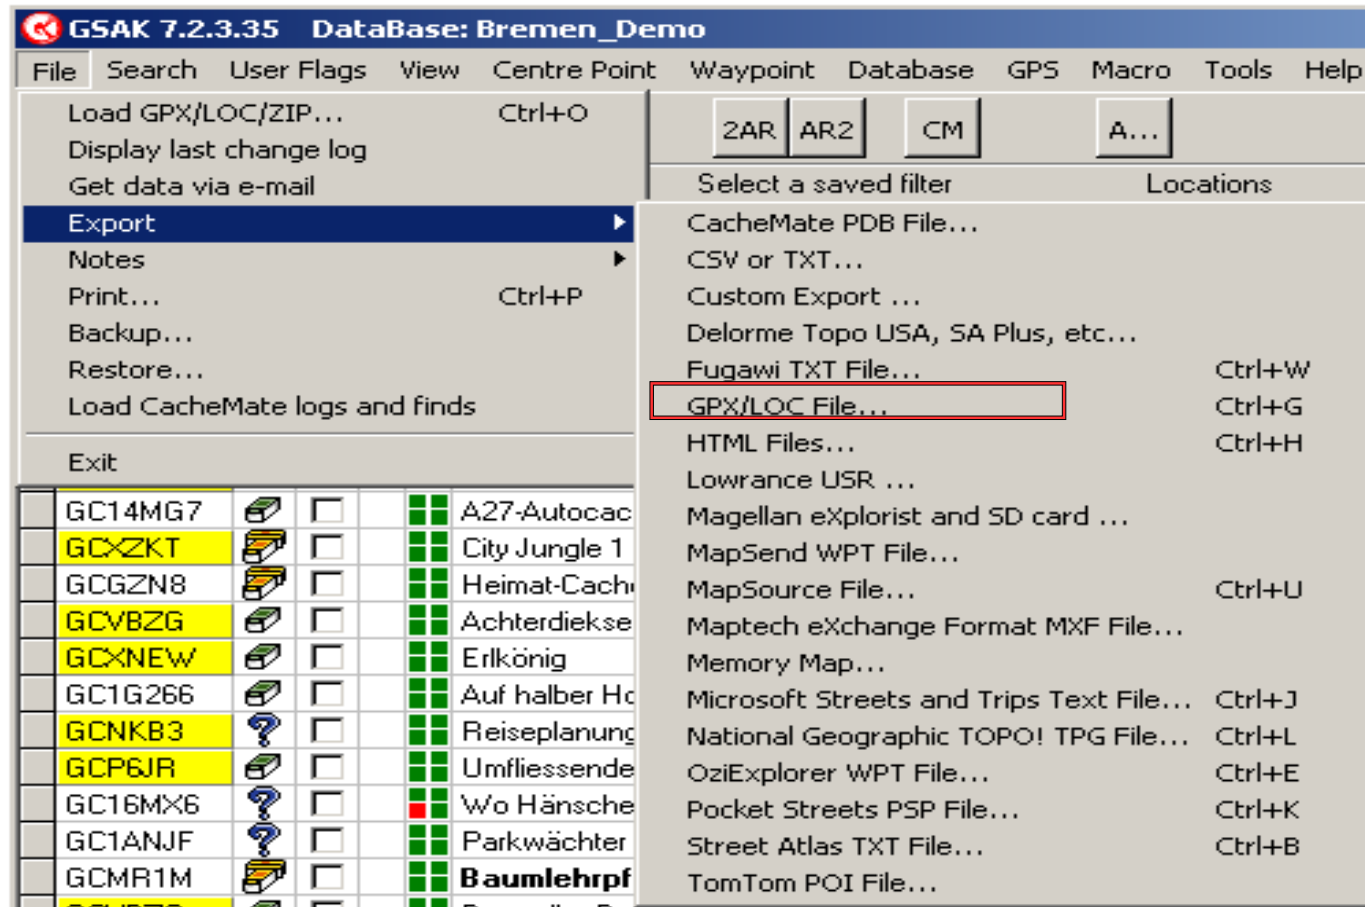 GSAK 7.2.3.35 DataBase: Bremen_Demo
File Search User Flags View Centre Point Waypoint Database GPS Macro Tools Help
Load GPX/LOC/ZIP... Ctrl+O
Display last change log
Get data via e-mail
Export
Notes
Print... Ctrl+P
Backup...
Restore...
Load CacheMate logs and finds
Exit
2AR AR2 CM A...
Select a saved filter Locations
CacheMate PDB File...
CSV or TXT...
Custom Export ...
Delorme Topo USA, SA Plus, etc...
Fugawi TXT File... Ctrl+W
GPX/LOC File... Ctrl+G
HTML Files... Ctrl+H
Lowrance USR ...
Magellan eXplorist and SD card ...
MapSend WPT File...
MapSource File... Ctrl+U
Maptech eXchange Format MXF File...
Memory Map...
Microsoft Streets and Trips Text File... Ctrl+J
National Geographic TOPO! TPG File... Ctrl+L
OziExplorer WPT File... Ctrl+E
Pocket Streets PSP File... Ctrl+K
Street Atlas TXT File... Ctrl+B
TomTom POI File...
GC14MG7 A27-Autocac
GCXZKT City Jungle 1
GCGZN8 Heimat-Cach
GCVBZG Achterdiekse
GCXNEW Erlkönig
GC1G266 Auf halber Ho
GCNKB3 Reiseplanung
GCP6JR Umfliessende
GC16MX6 Wo Hänsche
GC1ANJF Parkwächter
GCMR1M Baumlehrpf